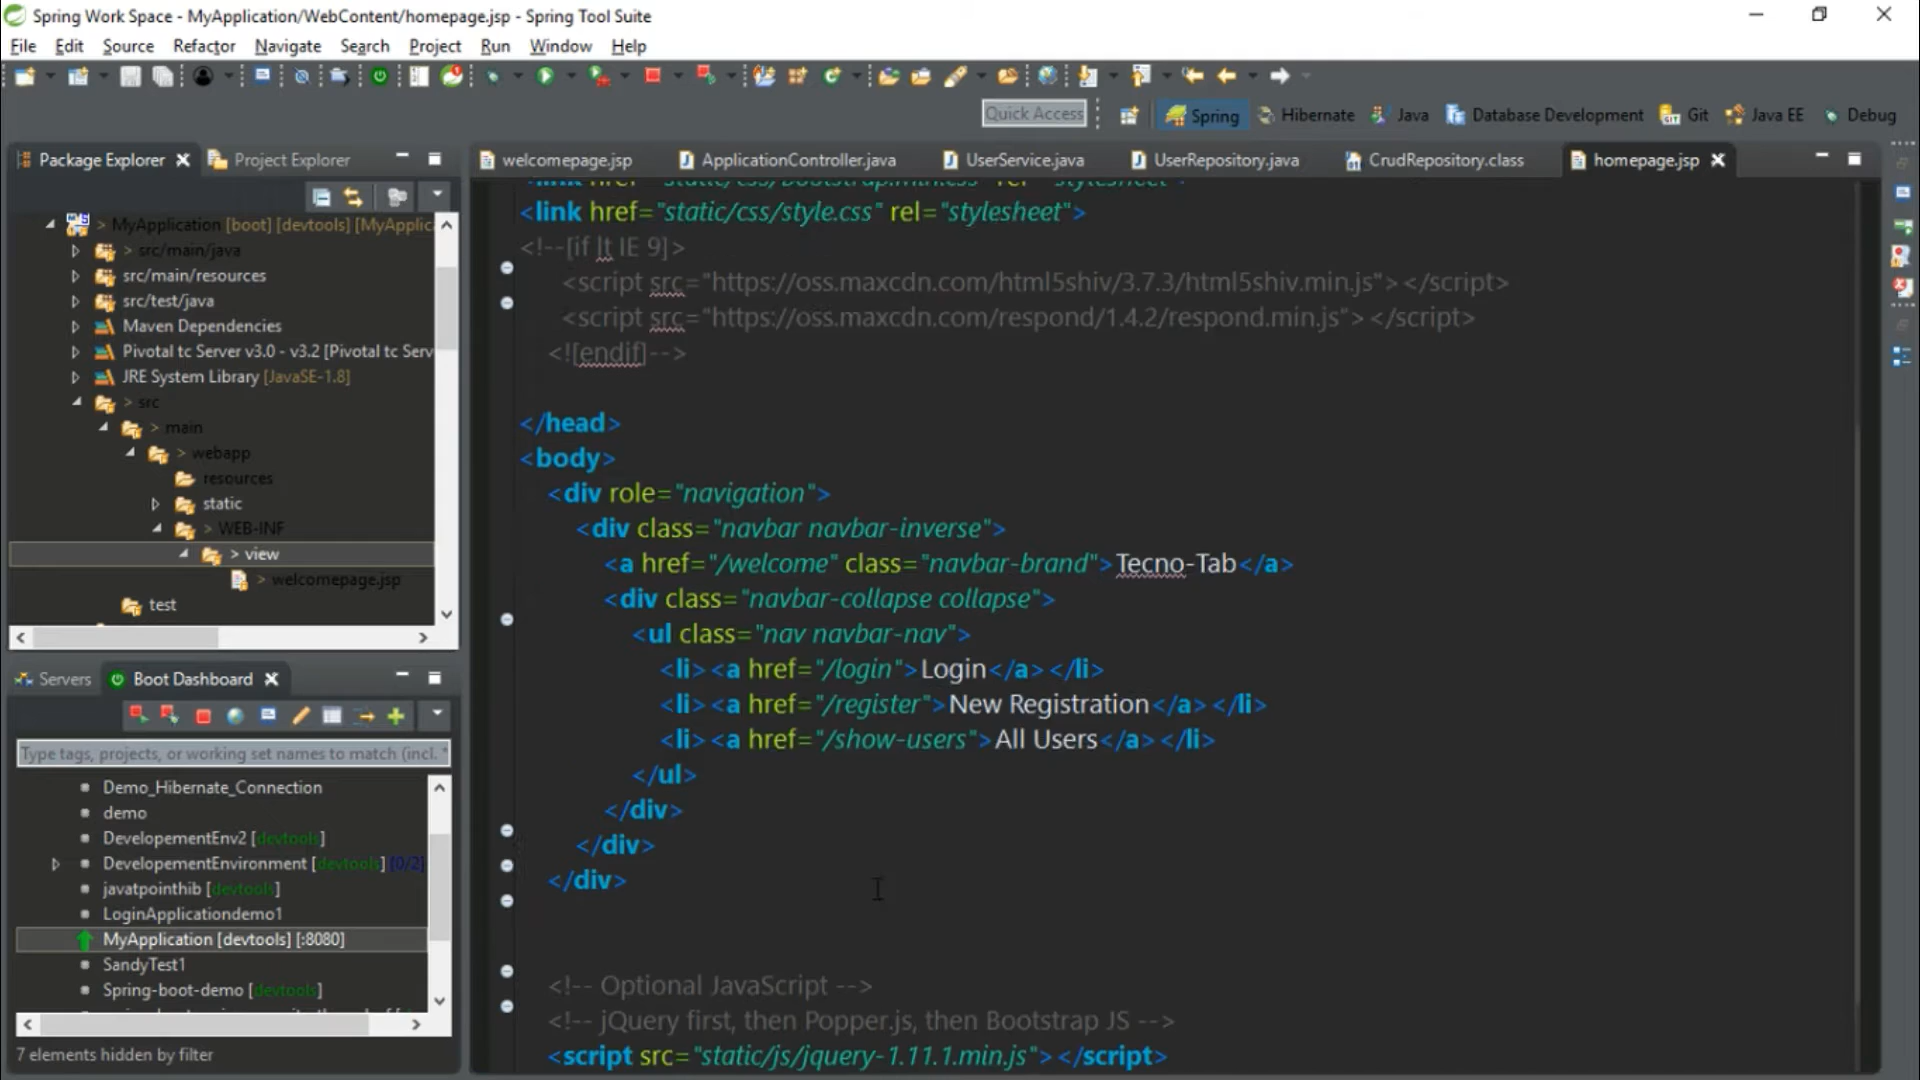 Spring Work Space - MyApplication/WebContent/homepage.jsp - Spring Tool Suite
File Edit Source Refactor Navigate Search Project Run Window Help
Quick Access Spring Hibernate Java Database Development Git Java EE Debug
Package Explorer Project Explorer
welcomepage.jsp ApplicationController.java UserService.java UserRepository.java CrudRepository.class homepage.jsp
> MyApplication [boot] [devtools] [MyApplic
> src/main/java
src/main/resources
src/test/java
Maven Dependencies
Pivotal tc Server v3.0 - v3.2 [Pivotal tc Serv
JRE System Library [JavaSE-1.8]
> src
> main
> webapp
resources
static
> WEB-INF
> view
> welcomepage.jsp
test
Servers Boot Dashboard
Type tags, projects, or working set names to match (incl. *
Demo_Hibernate_Connection
demo
DevelopementEnv2 [devtools]
DevelopementEnvironment [devtools] [0/2]
javatpointhib [devtools]
LoginApplicationdemo1
MyApplication [devtools] [:8080]
SandyTest1
Spring-boot-demo [devtools]
7 elements hidden by filter
<link href="static/css/bootstrap.min.css" rel="stylesheet">
<link href="static/css/style.css" rel="stylesheet">
<!--[if lt IE 9]>
<script src="https://oss.maxcdn.com/html5shiv/3.7.3/html5shiv.min.js"></script>
<script src="https://oss.maxcdn.com/respond/1.4.2/respond.min.js"></script>
<![endif]-->
</head>
<body>
<div role="navigation">
<div class="navbar navbar-inverse">
<a href="/welcome" class="navbar-brand">Tecno-Tab</a>
<div class="navbar-collapse collapse">
<ul class="nav navbar-nav">
<li><a href="/login">Login</a></li>
<li><a href="/register">New Registration</a></li>
<li><a href="/show-users">All Users</a></li>
</ul>
</div>
</div>
</div>
<!-- Optional JavaScript -->
<!-- jQuery first, then Popper.js, then Bootstrap JS -->
<script src="static/js/jquery-1.11.1.min.js"></script>